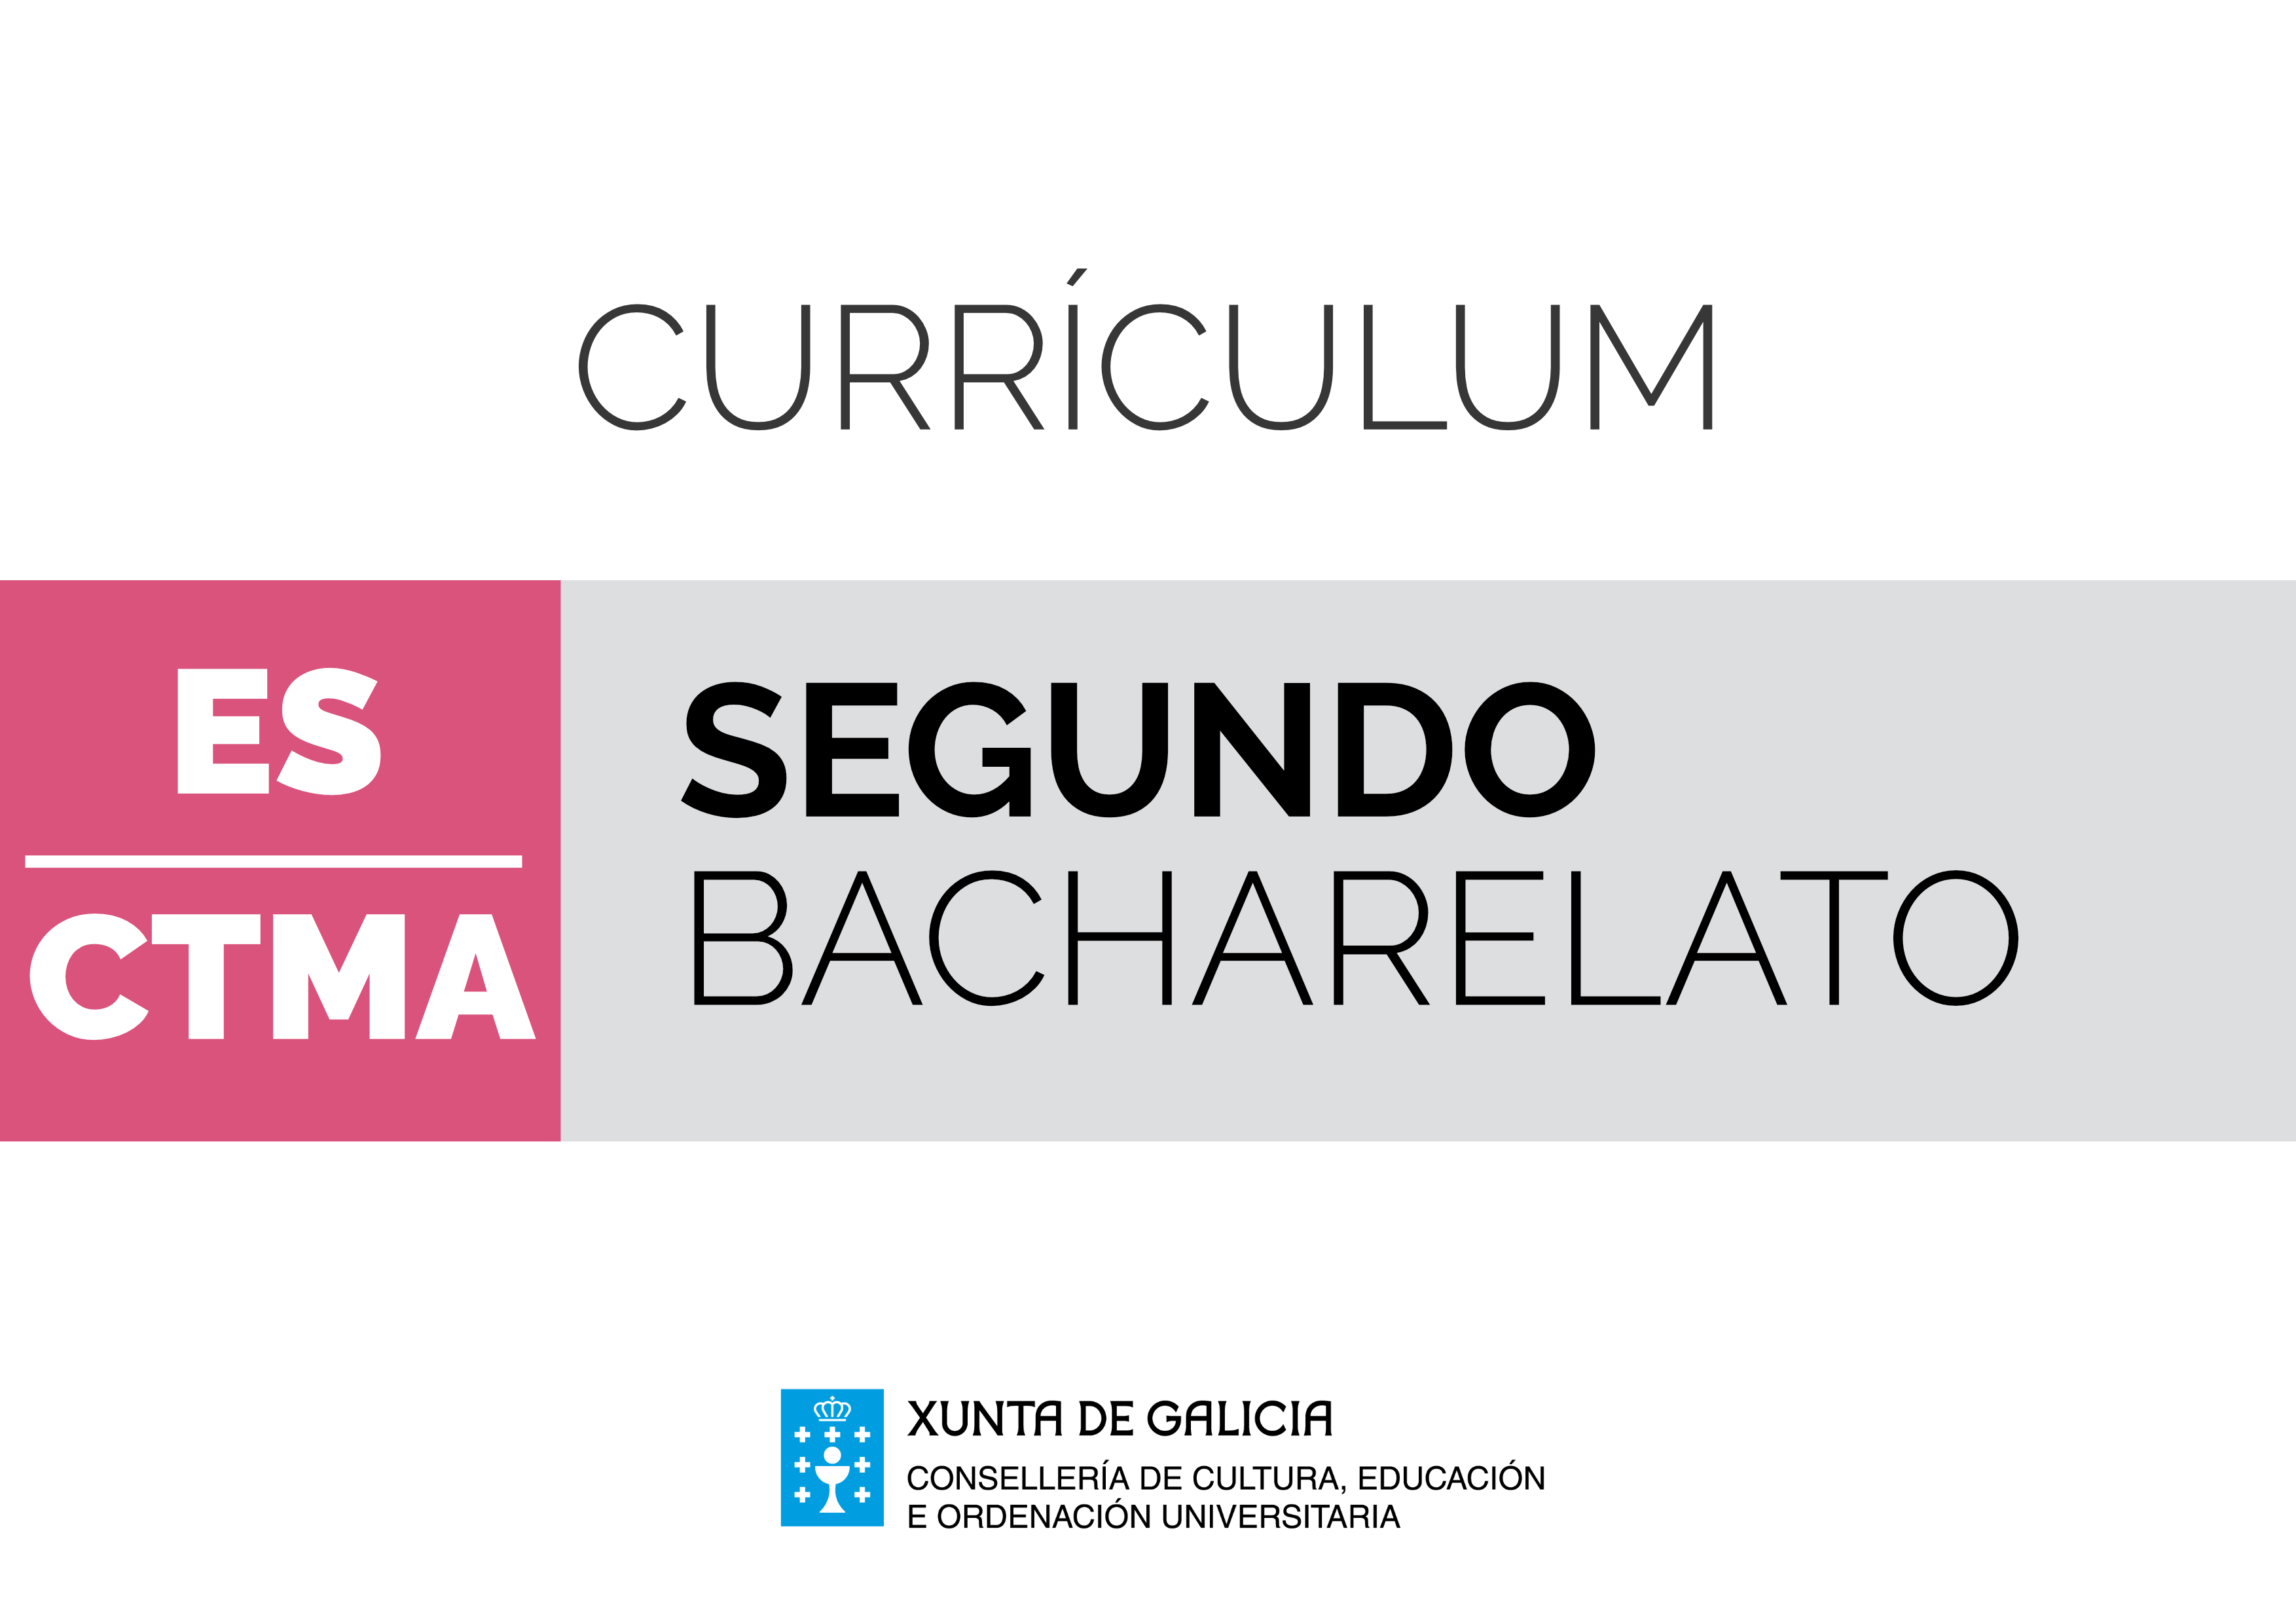 CURRÍCULUM
ES
CTMA
SEGUNDO
BACHARELATO
XUNTA DE GALICIA
CONSELLERÍA DE CULTURA, EDUCACIÓN
E ORDENACIÓN UNIVERSITARIA